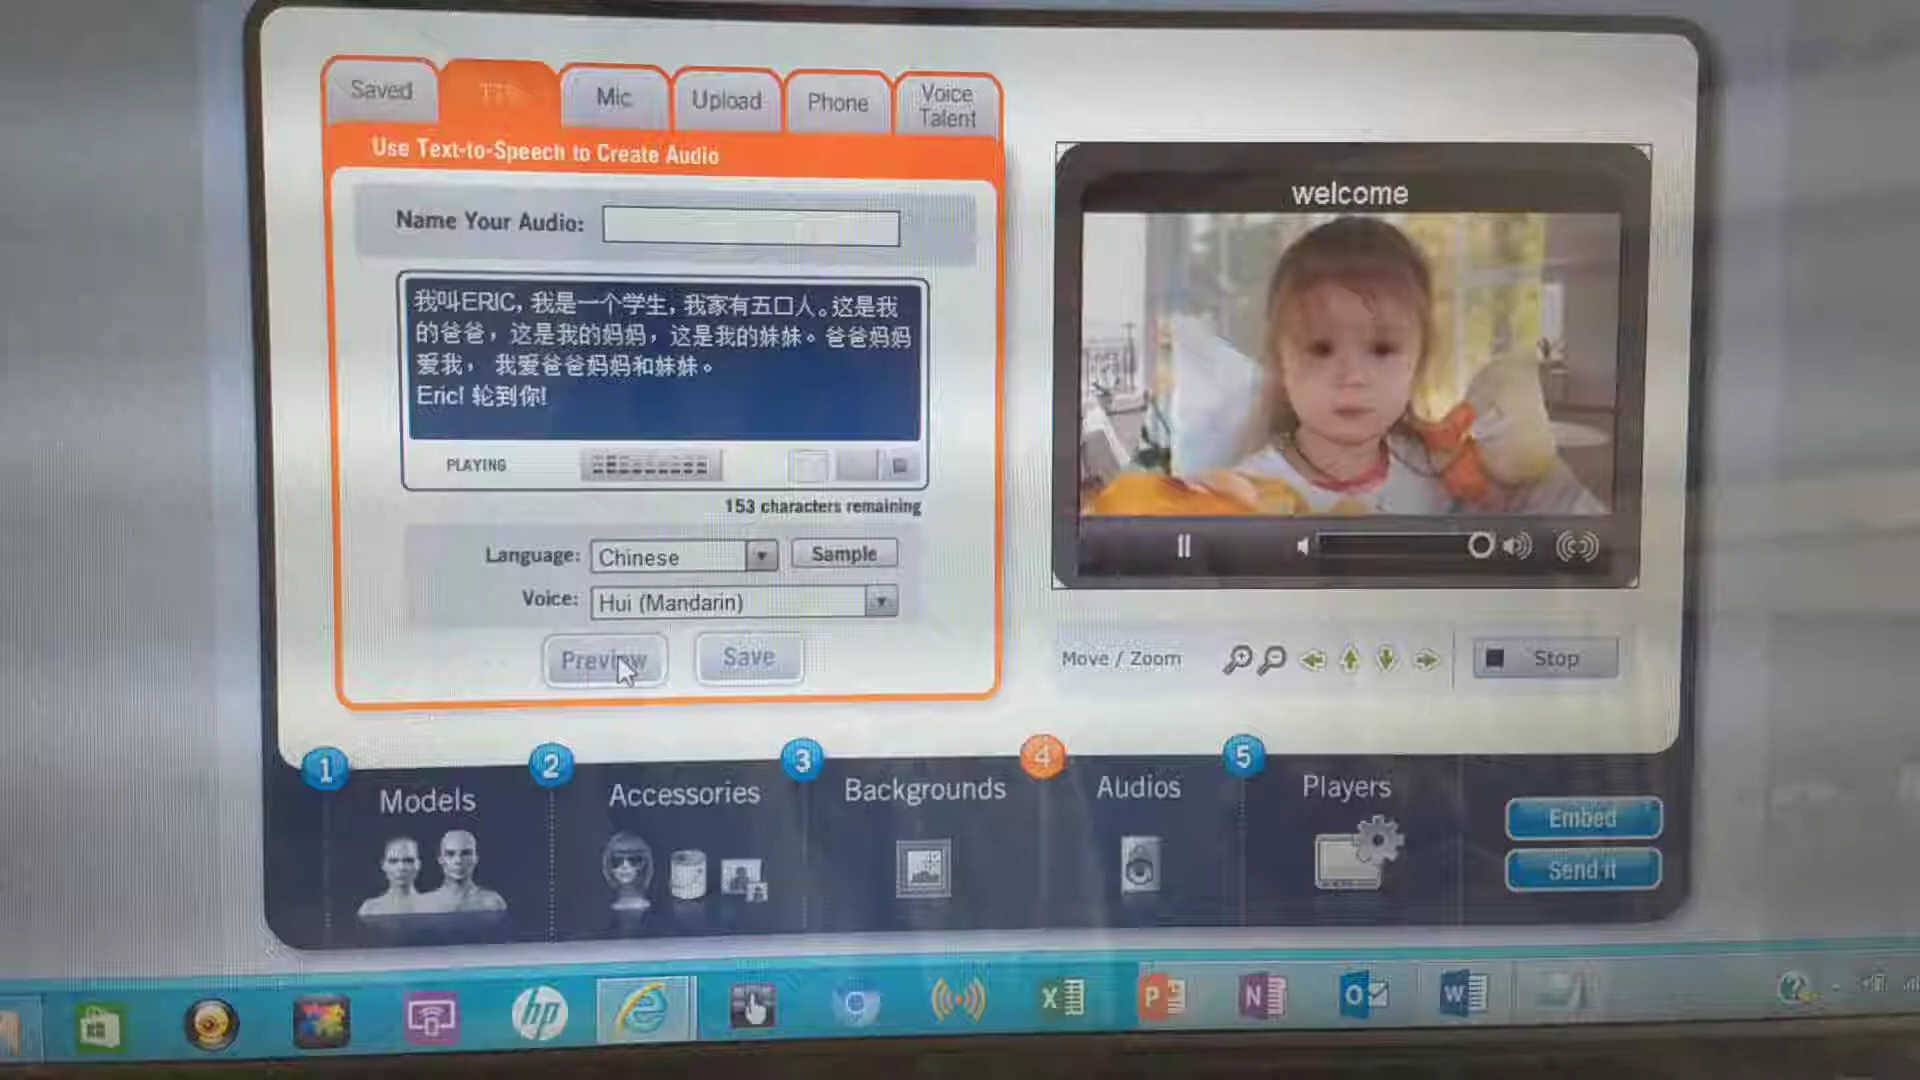 Saved
TTS
Mic
Upload
Phone
Voice
Talent
Use Text-to-Speech to Create Audio
Name Your Audio:
我叫ERIC, 我是一个学生, 我家有五口人。这是我
的爸爸，这是我的妈妈，这是我的妹妹。爸爸妈妈
爱我， 我爱爸爸妈妈和妹妹。
Eric! 轮到你!
PLAYING
153 characters remaining
Language:
Chinese
Sample
Voice:
Hui (Mandarin)
Preview
Save
welcome
Move / Zoom
Stop
1
2
3
4
5
Models
Accessories
Backgrounds
Audios
Players
Embed
Send it
hp
X
P
N
O
W